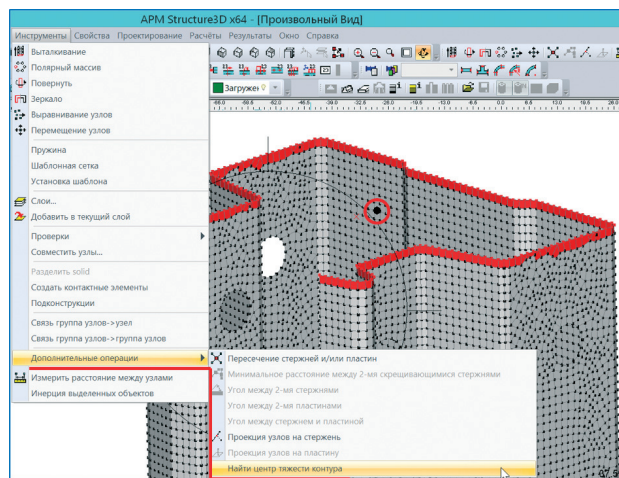 APM Structure3D x64 - [Произвольный Вид]
Инструменты Свойства Проектирование Расчёты Результаты Окно Справка
Выталкивание
Полярный массив
Повернуть
Зеркало
Выравнивание узлов
Перемещение узлов
Пружина
Шаблонная сетка
Установка шаблона
Слои...
Добавить в текущий слой
Проверки
Совместить узлы...
Разделить solid
Создать контактные элементы
Подконструкции
Связь группа узлов->узел
Связь группа узлов->группа узлов
Дополнительные операции
Измерить расстояние между узлами
Инерция выделенных объектов
Загружен
Пересечение стержней и/или пластин
Минимальное расстояние между 2-мя скрещивающимися стержнями
Угол между 2-мя стержнями
Угол между 2-мя пластинами
Угол между стержнем и пластиной
Проекция узлов на стержень
Проекция узлов на пластину
Найти центр тяжести контура